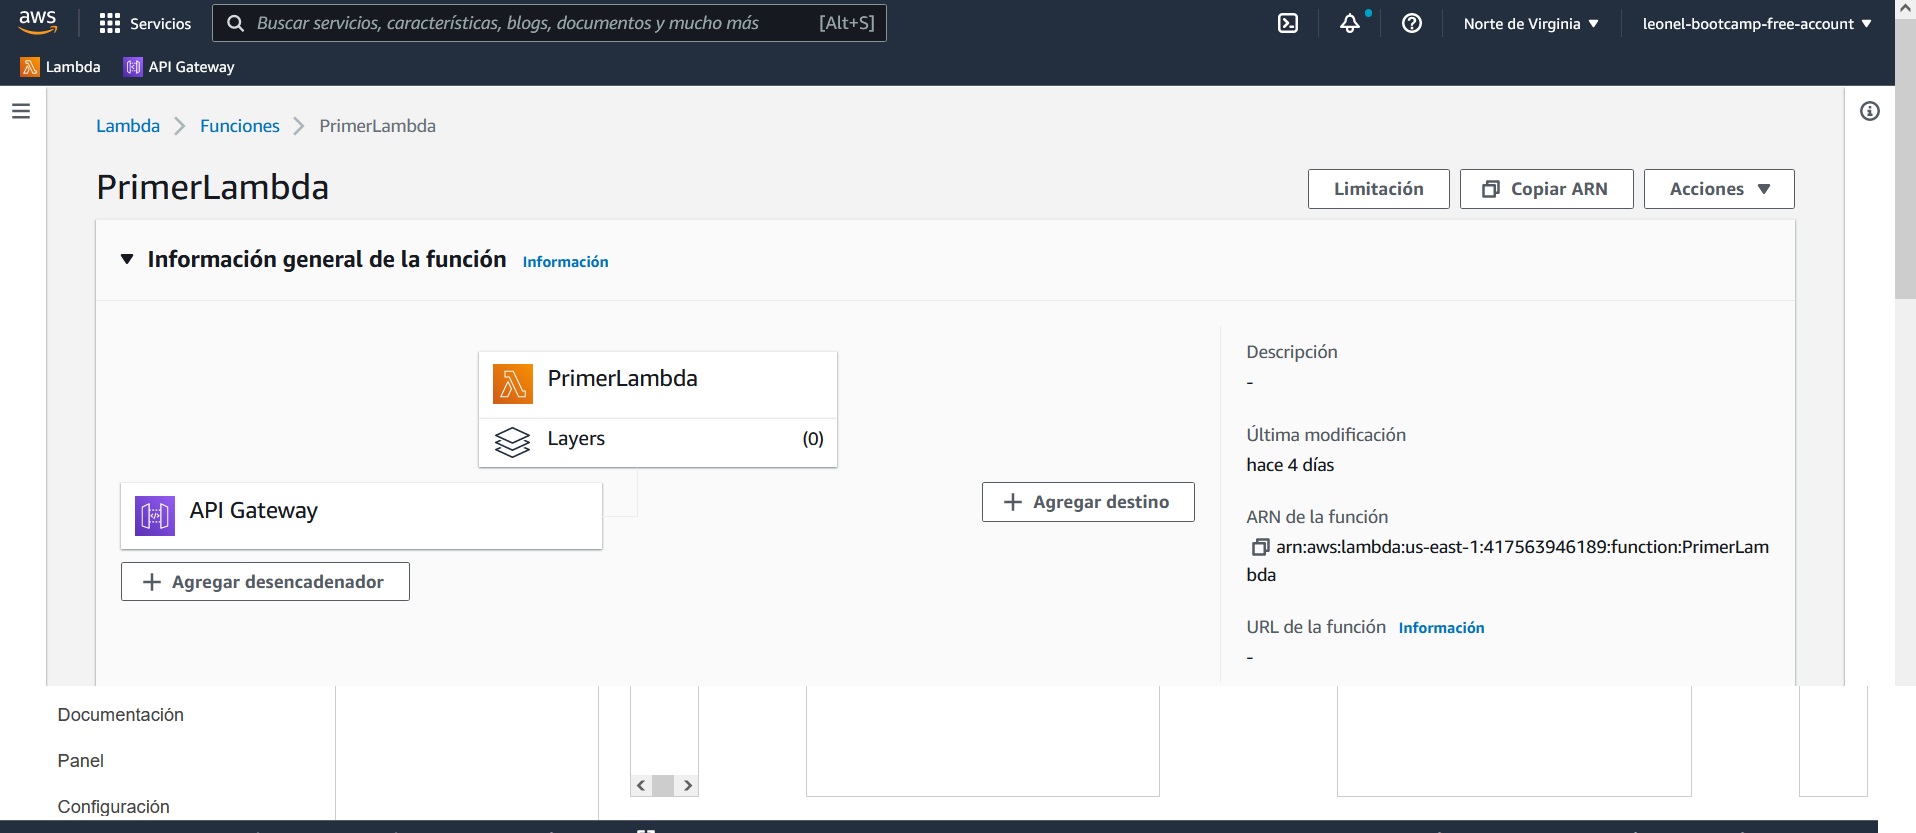 aws
Servicios
Buscar servicios, características, blogs, documentos y mucho más [Alt+S]
Norte de Virginia
leonel-bootcamp-free-account
Lambda
API Gateway
Lambda > Funciones > PrimerLambda
PrimerLambda
Limitación
Copiar ARN
Acciones
Información general de la función Información
PrimerLambda
Layers (0)
API Gateway
+ Agregar desencadenador
+ Agregar destino
Descripción
-
Última modificación
hace 4 días
ARN de la función
arn:aws:lambda:us-east-1:417563946189:function:PrimerLam
bda
URL de la función Información
-
Documentación
Panel
Configuración